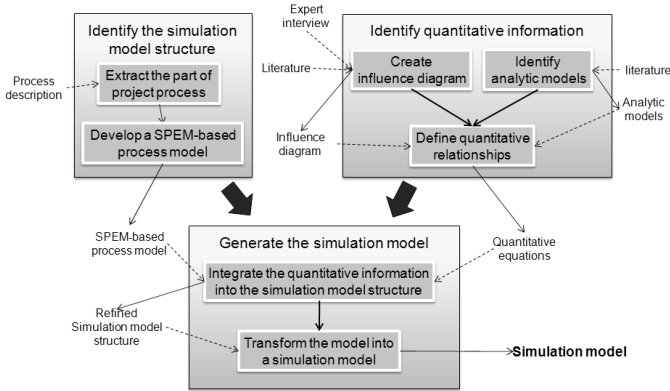 Identify the simulation
model structure
Extract the part of
project process
Develop a SPEM-based
process model
Process
description
Expert
interview
Literature
Identify quantitative information
Create
influence diagram
Identify
analytic models
literature
Analytic
models
Influence
diagram
Define quantitative
relationships
SPEM-based
process model
Quantitative
equations
Generate the simulation model
Integrate the quantitative information
into the simulation model structure
Refined
Simulation model
structure
Transform the model into
a simulation model
Simulation model